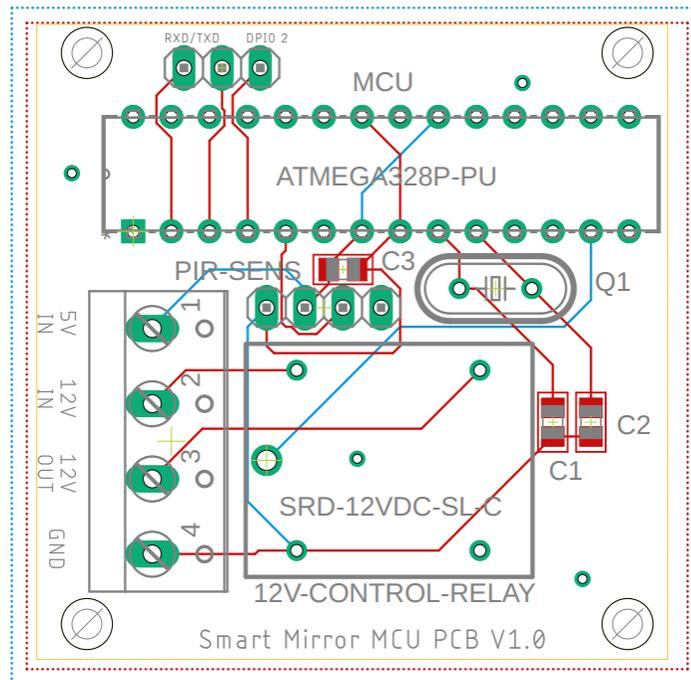 RXD/TXD DPIO 2
MCU
ATMEGA328P-PU
*
PIR-SENS
C3
Q1
5V
IN
1
12V
IN
2
12V
OUT
3
GND
4
C2
C1
SRD-12VDC-SL-C
12V-CONTROL-RELAY
Smart Mirror MCU PCB V1.0